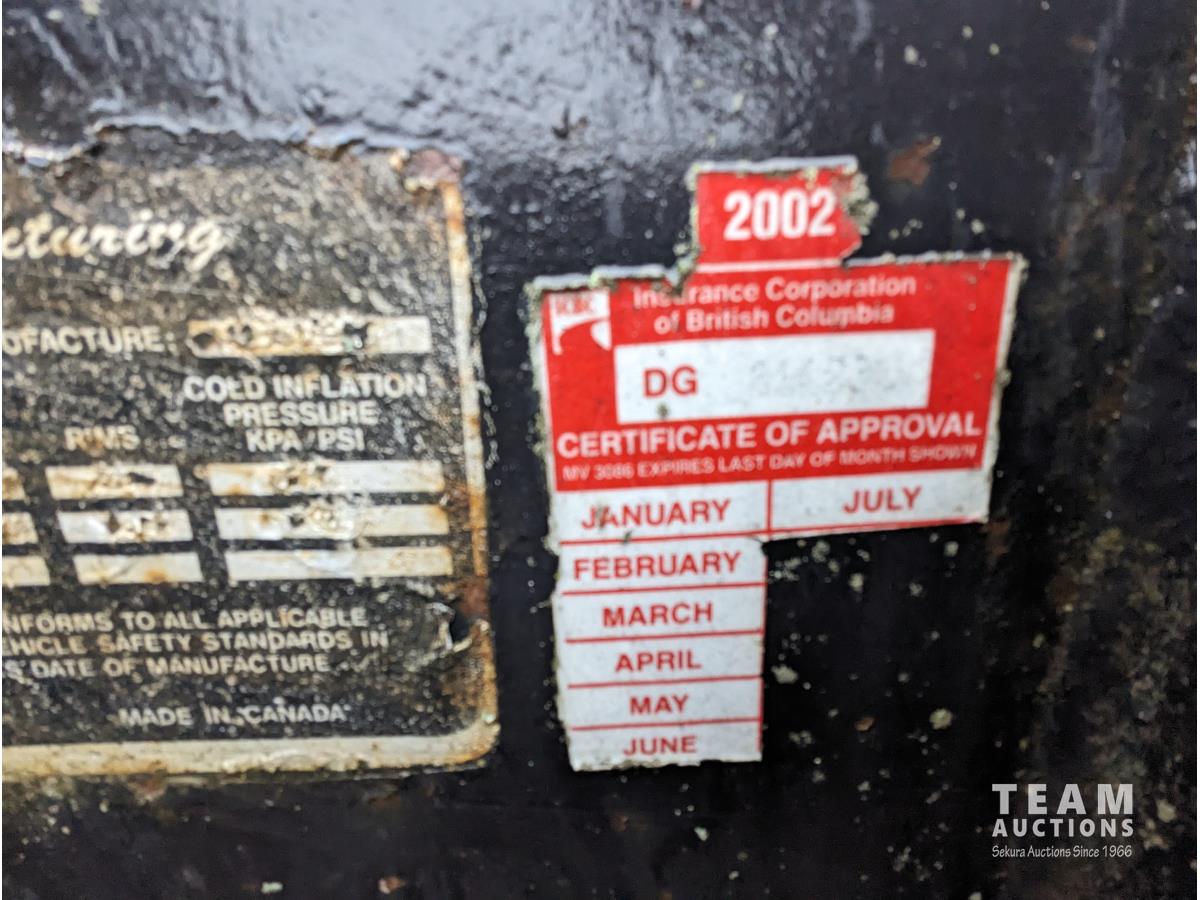 cturing
OFACTURE:
COLD INFLATION
PRESSURE
RIMS KPA/PSI
NFORMS TO ALL APPLICABLE
EHICLE SAFETY STANDARDS IN
S DATE OF MANUFACTURE
MADE IN CANADA
2002
Insurance Corporation
of British Columbia
DG
CERTIFICATE OF APPROVAL
MV 3086 EXPIRES LAST DAY OF MONTH SHOWN
JANUARY JULY
FEBRUARY
MARCH
APRIL
MAY
JUNE
TEAM
AUCTIONS
Sekura Auctions Since 1966